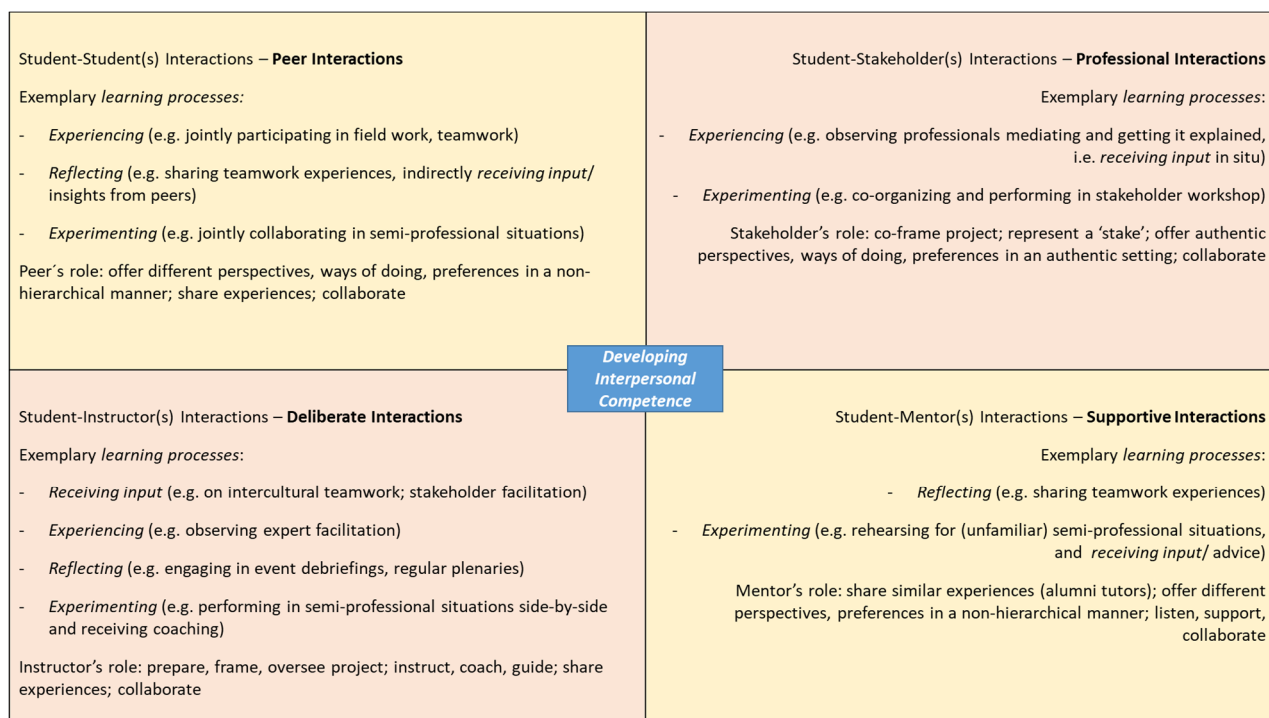 Student-Student(s) Interactions – Peer Interactions
Exemplary learning processes:
- Experiencing (e.g. jointly participating in field work, teamwork)
- Reflecting (e.g. sharing teamwork experiences, indirectly receiving input/
insights from peers)
- Experimenting (e.g. jointly collaborating in semi-professional situations)
Peer´s role: offer different perspectives, ways of doing, preferences in a non-
hierarchical manner; share experiences; collaborate
Student-Stakeholder(s) Interactions – Professional Interactions
Exemplary learning processes:
- Experiencing (e.g. observing professionals mediating and getting it explained,
i.e. receiving input in situ)
- Experimenting (e.g. co-organizing and performing in stakeholder workshop)
Stakeholder’s role: co-frame project; represent a ‘stake’; offer authentic
perspectives, ways of doing, preferences in an authentic setting; collaborate
Developing
Interpersonal
Competence
Student-Instructor(s) Interactions – Deliberate Interactions
Exemplary learning processes:
- Receiving input (e.g. on intercultural teamwork; stakeholder facilitation)
- Experiencing (e.g. observing expert facilitation)
- Reflecting (e.g. engaging in event debriefings, regular plenaries)
- Experimenting (e.g. performing in semi-professional situations side-by-side
and receiving coaching)
Instructor’s role: prepare, frame, oversee project; instruct, coach, guide; share
experiences; collaborate
Student-Mentor(s) Interactions – Supportive Interactions
Exemplary learning processes:
- Reflecting (e.g. sharing teamwork experiences)
- Experimenting (e.g. rehearsing for (unfamiliar) semi-professional situations,
and receiving input/ advice)
Mentor’s role: share similar experiences (alumni tutors); offer different
perspectives, preferences in a non-hierarchical manner; listen, support,
collaborate